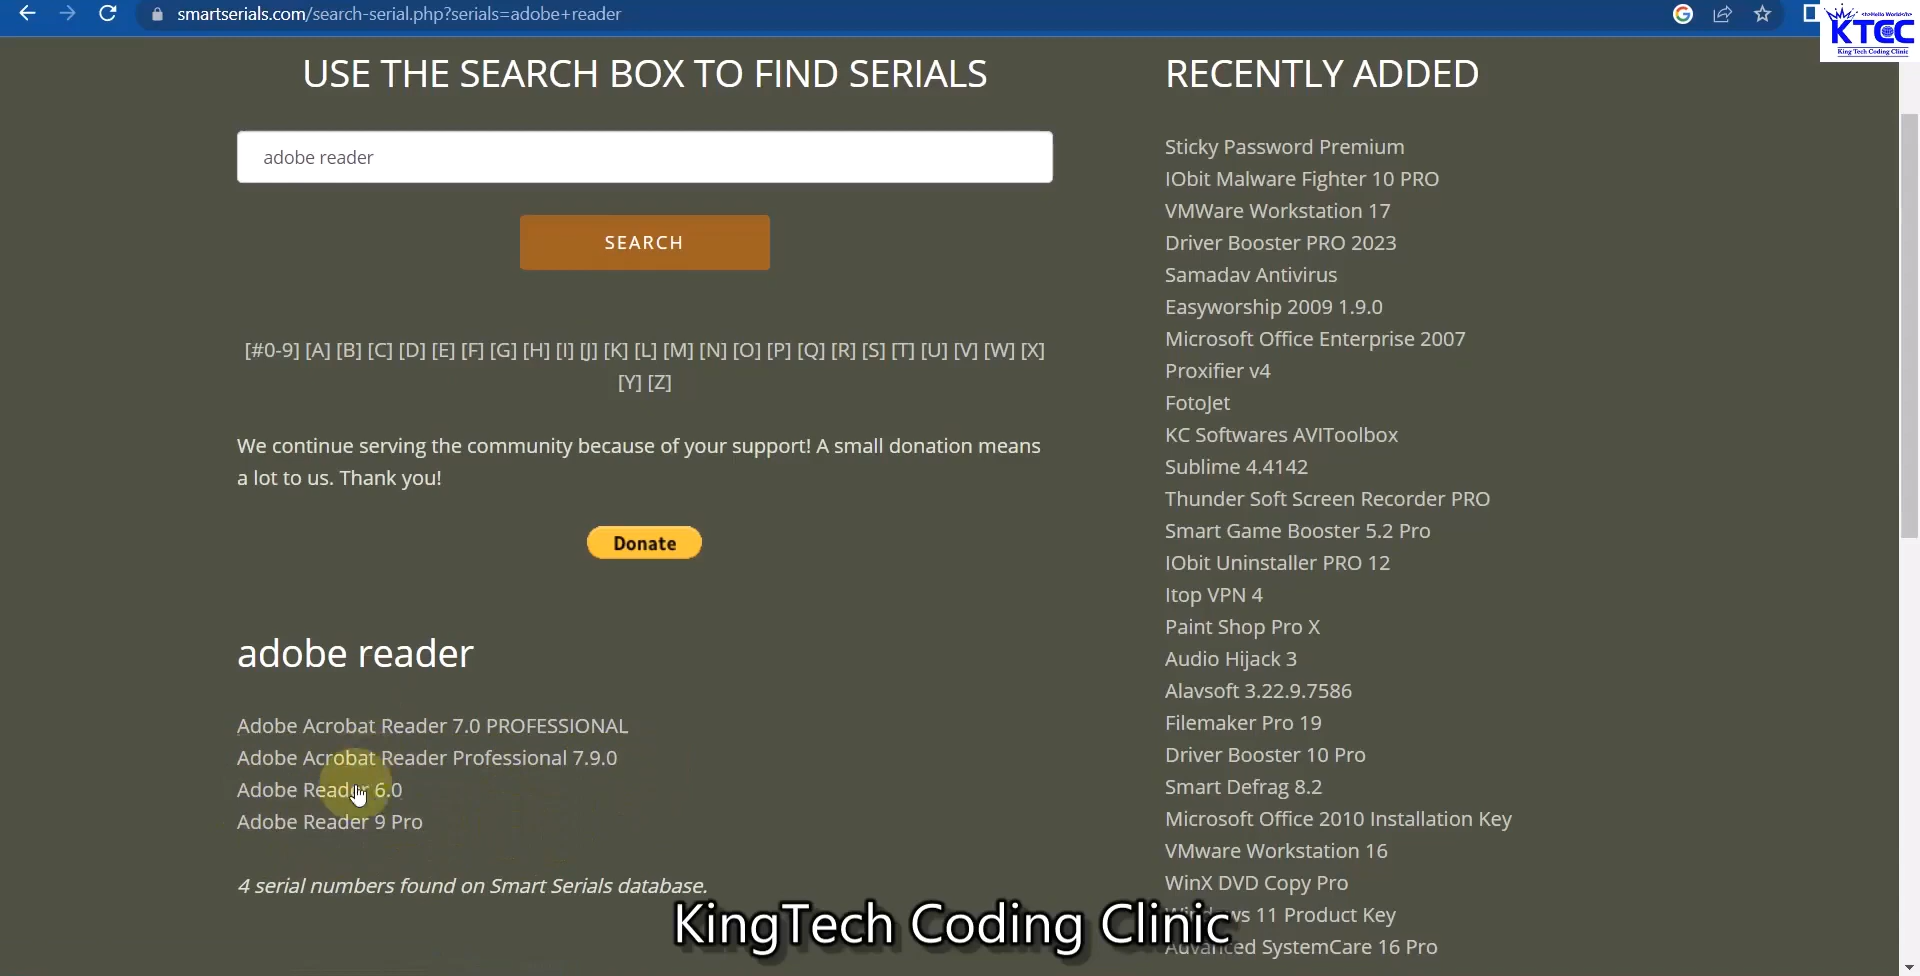 smartserials.com/search-serial.php?serials=adobe+reader
KTCC
King Tech Coding Clinic
USE THE SEARCH BOX TO FIND SERIALS
adobe reader
SEARCH
[#0-9] [A] [B] [C] [D] [E] [F] [G] [H] [I] [J] [K] [L] [M] [N] [O] [P] [Q] [R] [S] [T] [U] [V] [W] [X]
[Y] [Z]
We continue serving the community because of your support! A small donation means
a lot to us. Thank you!
Donate
adobe reader
Adobe Acrobat Reader 7.0 PROFESSIONAL
Adobe Acrobat Reader Professional 7.9.0
Adobe Reader 6.0
Adobe Reader 9 Pro
4 serial numbers found on Smart Serials database.
RECENTLY ADDED
Sticky Password Premium
IObit Malware Fighter 10 PRO
VMWare Workstation 17
Driver Booster PRO 2023
Samadav Antivirus
Easyworship 2009 1.9.0
Microsoft Office Enterprise 2007
Proxifier v4
FotoJet
KC Softwares AVIToolbox
Sublime 4.4142
Thunder Soft Screen Recorder PRO
Smart Game Booster 5.2 Pro
IObit Uninstaller PRO 12
Itop VPN 4
Paint Shop Pro X
Audio Hijack 3
Alavsoft 3.22.9.7586
Filemaker Pro 19
Driver Booster 10 Pro
Smart Defrag 8.2
Microsoft Office 2010 Installation Key
VMware Workstation 16
WinX DVD Copy Pro
Windows 11 Product Key
Advanced SystemCare 16 Pro
KingTech Coding Clinic